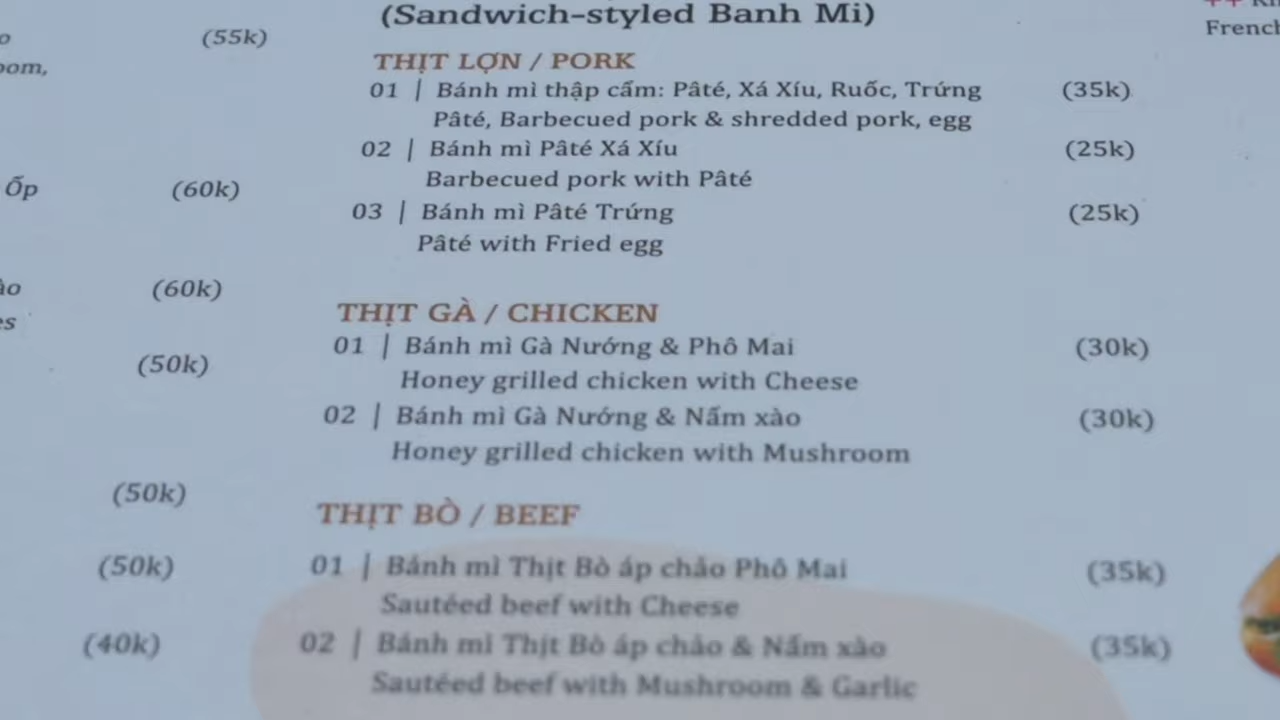 (55k)
oom,
Ốp (60k)
(60k)
es
(50k)
(50k)
(50k)
(40k)
(Sandwich-styled Banh Mi)
THỊT LỢN / PORK
01 | Bánh mì thập cẩm: Pâté, Xá Xíu, Ruốc, Trứng (35k)
Pâté, Barbecued pork & shredded pork, egg
02 | Bánh mì Pâté Xá Xíu (25k)
Barbecued pork with Pâté
03 | Bánh mì Pâté Trứng (25k)
Pâté with Fried egg
THỊT GÀ / CHICKEN
01 | Bánh mì Gà Nướng & Phô Mai (30k)
Honey grilled chicken with Cheese
02 | Bánh mì Gà Nướng & Nấm xào (30k)
Honey grilled chicken with Mushroom
THỊT BÒ / BEEF
01 | Bánh mì Thịt Bò áp chảo Phô Mai (35k)
Sautéed beef with Cheese
02 | Bánh mì Thịt Bò áp chảo & Nấm xào (35k)
Sautéed beef with Mushroom & Garlic
French